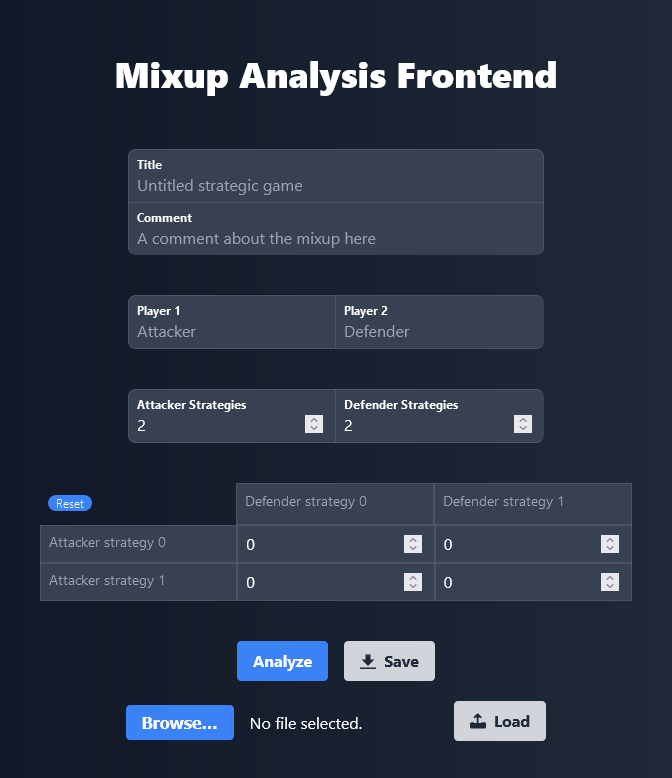 Mixup Analysis Frontend
Title
Untitled strategic game
Comment
A comment about the mixup here
Player 1 Player 2
Attacker Defender
Attacker Strategies Defender Strategies
2 2
Reset Defender strategy 0 Defender strategy 1
Attacker strategy 0 0 0
Attacker strategy 1 0 0
Analyze Save
Browse... No file selected. Load